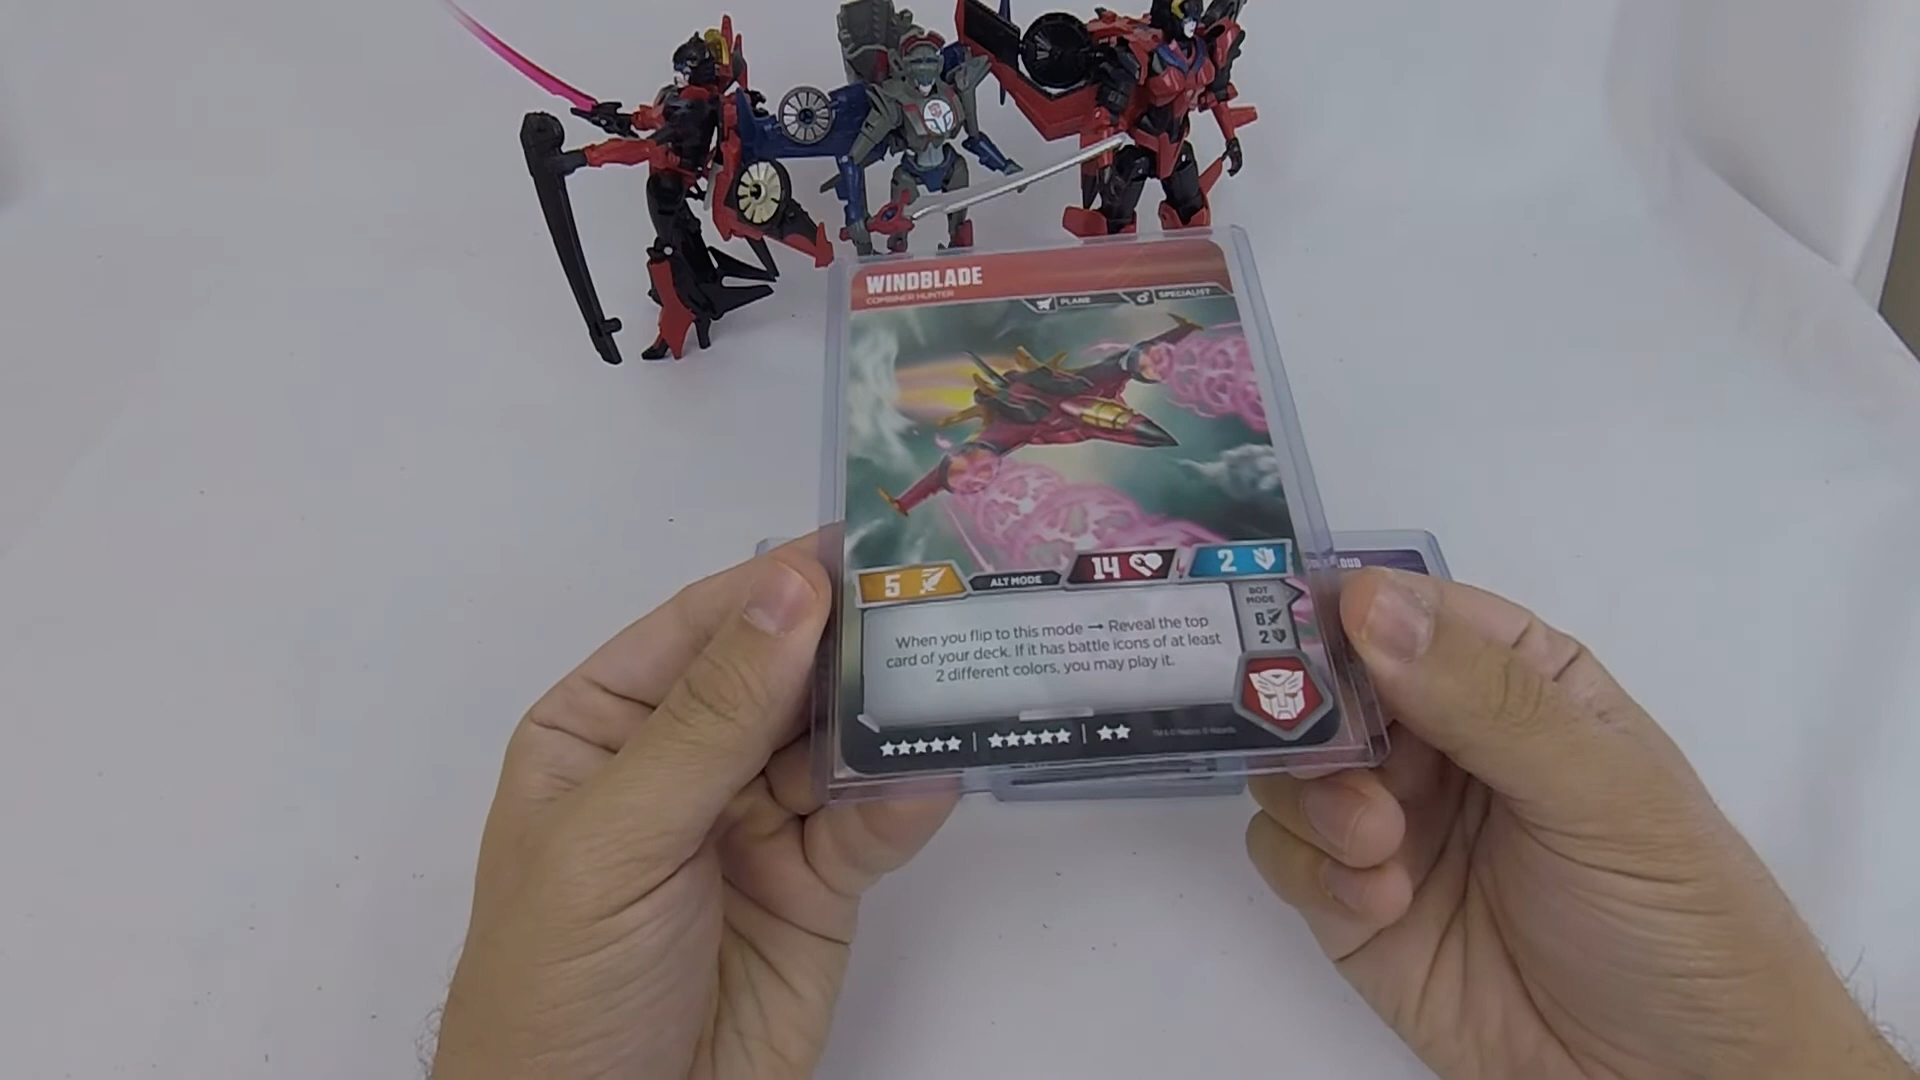 WINDBLADE
COMBINER HUNTER
PLANE
SPECIALIST
5
ALT MODE
14
2
BOT
MODE
8
2
When you flip to this mode → Reveal the top
card of your deck. If it has battle icons of at least
2 different colors, you may play it.